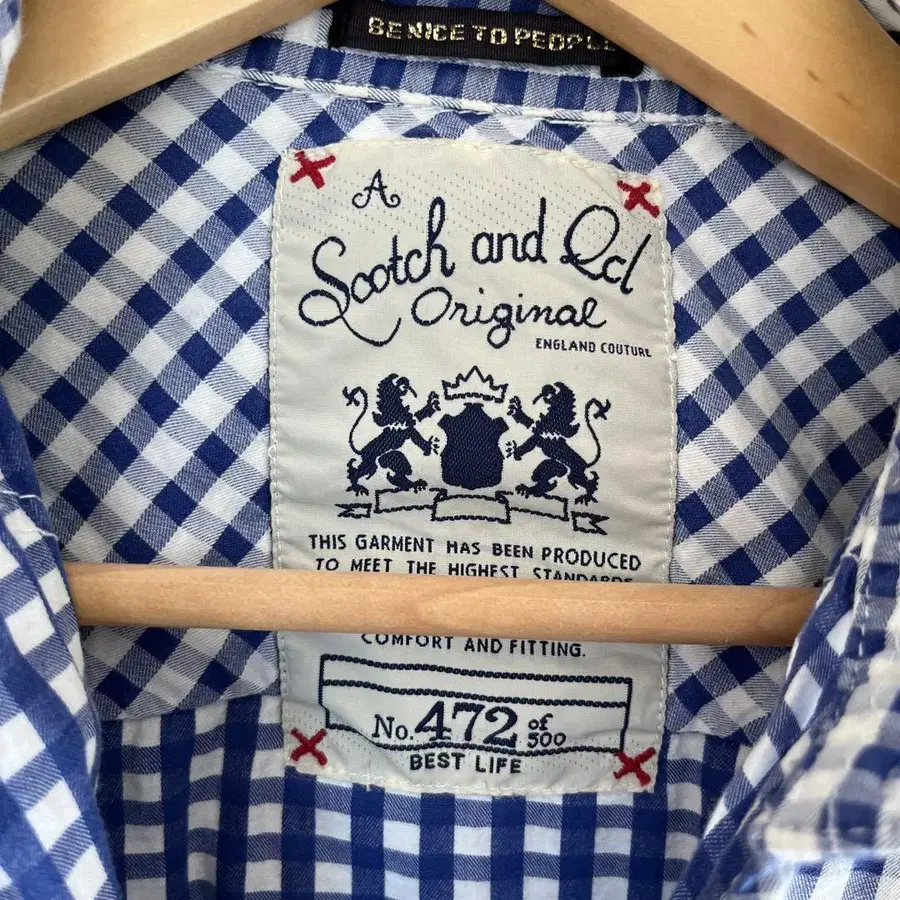 BE NICE TO PEOPLE
A
Scotch and Qcl
Original
ENGLAND COUTURE
THIS GARMENT HAS BEEN PRODUCED
TO MEET THE HIGHEST STANDARDS
COMFORT AND FITTING.
No. 472 of 500
BEST LIFE